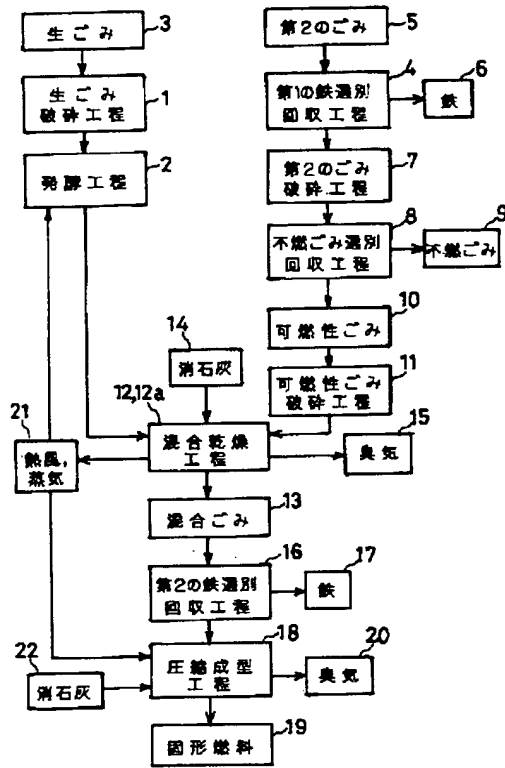 生ごみ
3
生ごみ
破砕工程
1
発酵工程
2
第2のごみ
5
第1の鉄選別
回収工程
4
鉄
6
第2のごみ
破砕工程
7
不燃ごみ選別
回収工程
8
不燃ごみ
9
可燃性ごみ
10
可燃性ごみ
破砕工程
11
14
消石灰
12,12a
混合乾燥
工程
15
臭気
21
熱風,
蒸気
混合ごみ
13
第2の鉄選別
回収工程
16
鉄
17
圧縮成型
工程
18
臭気
20
22
消石灰
固形燃料
19